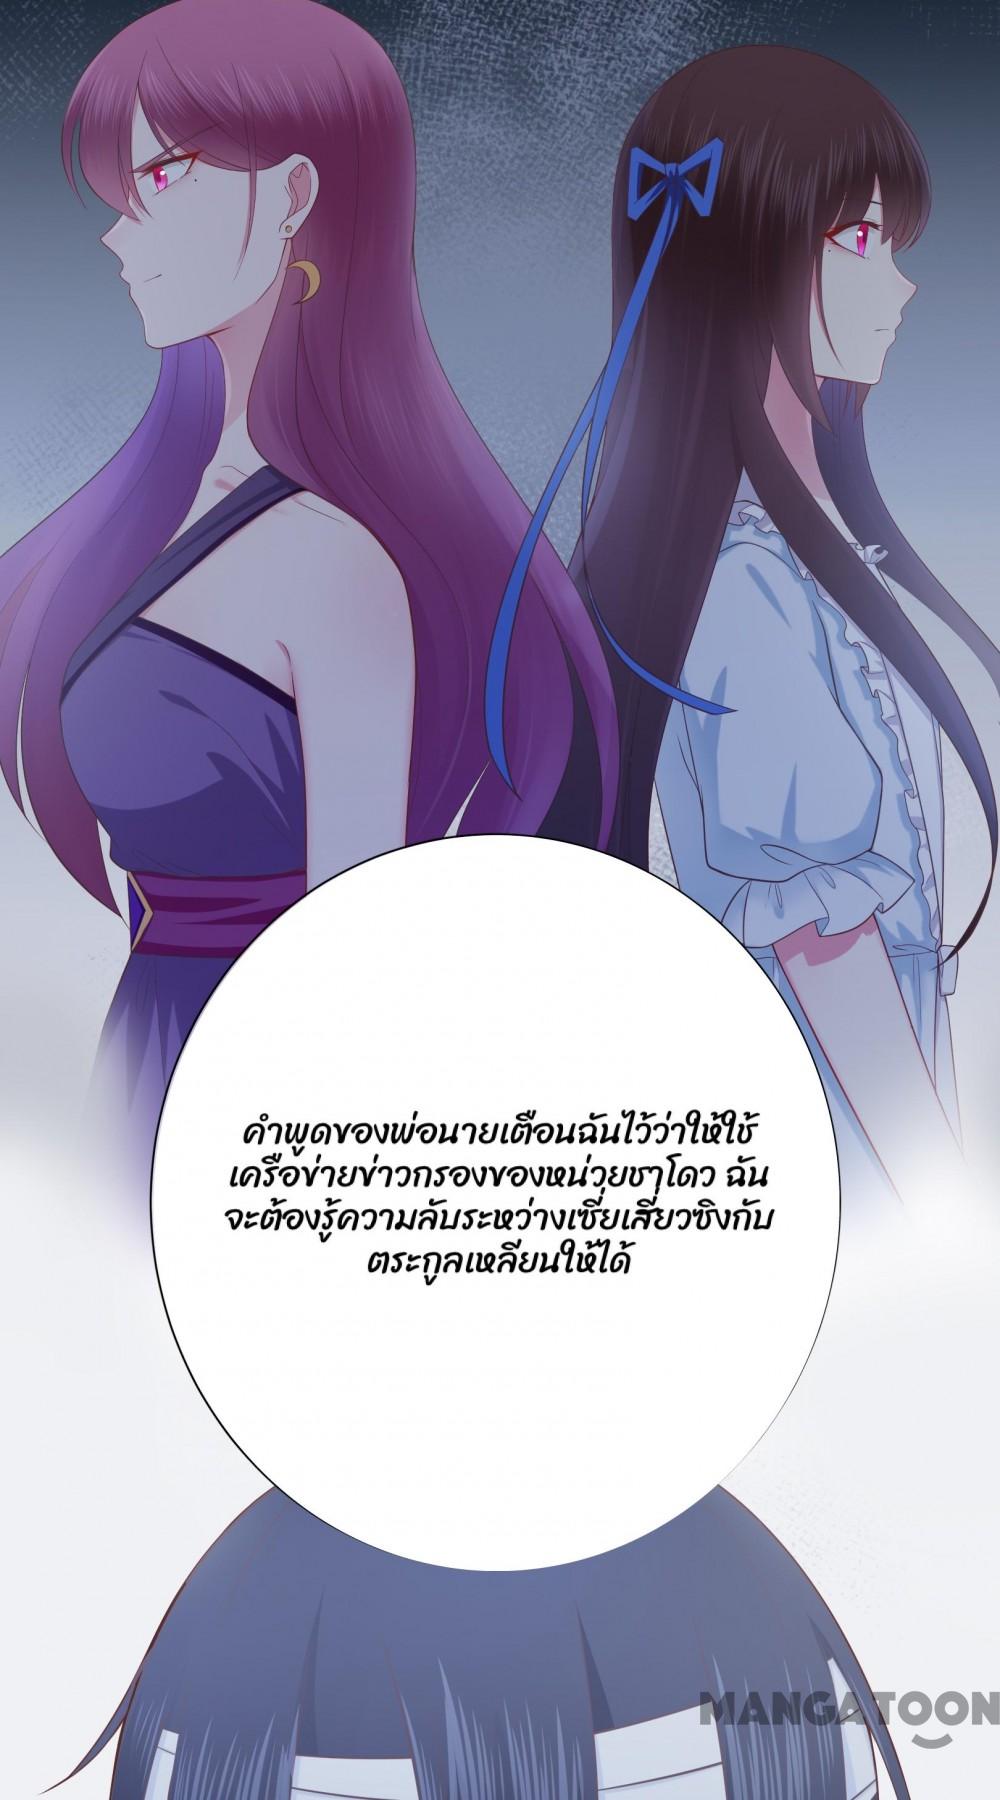 คำพูดของพ่อนายเตือนฉันไว้ว่าให้ใช้
เครือข่ายข่าวกรองของหน่วยชาโดว ฉัน
จะต้องรู้ความลับระหว่างเซี่ยเสี่ยวซิงกับ
ตระกูลเหลียนให้ได้
MANGATOON